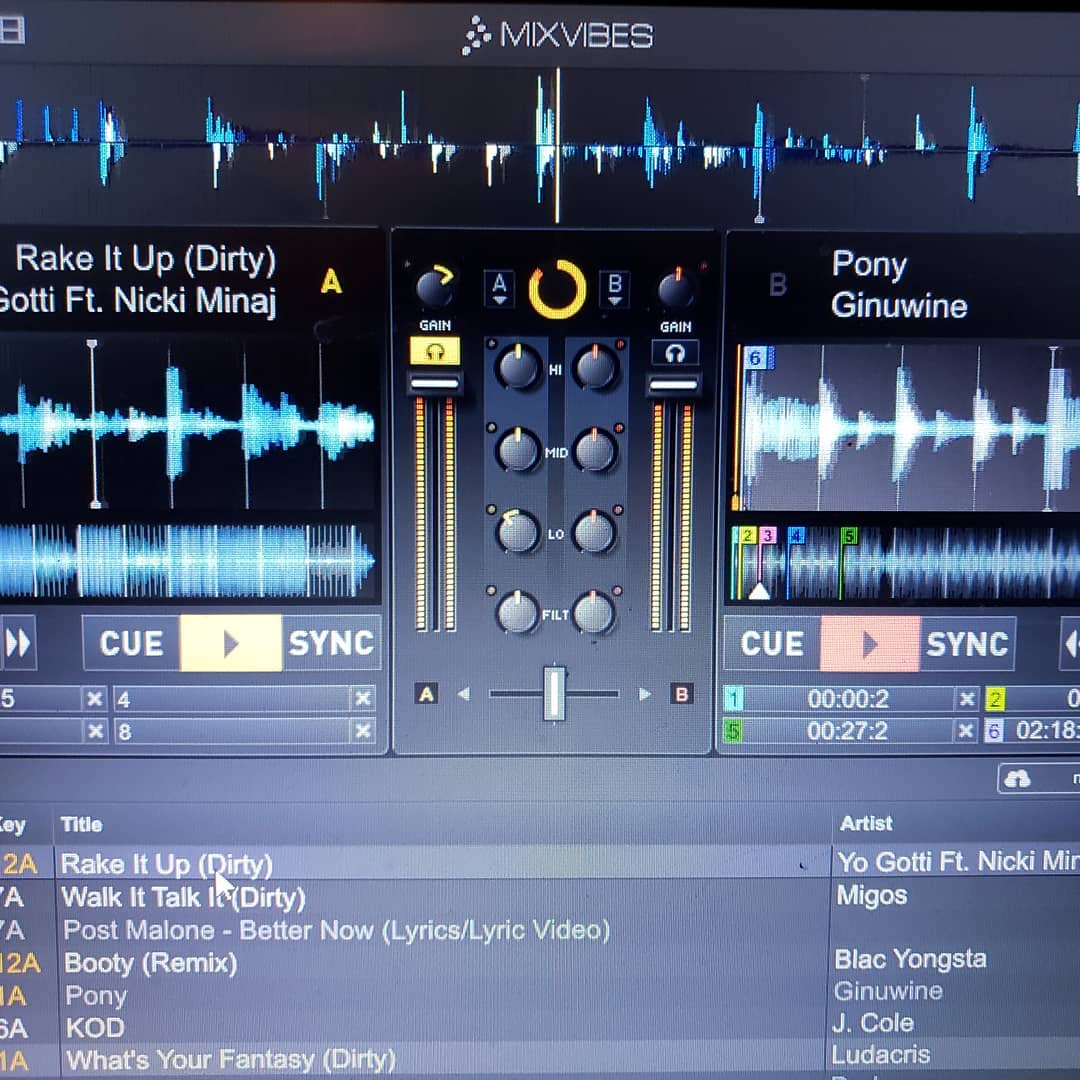 MIXVIBES
Rake It Up (Dirty)
Gotti Ft. Nicki Minaj
A
GAIN
A
B
GAIN
B
Pony
Ginuwine
HI
MID
LO
FILT
6
2 3 4 5
CUE
SYNC
A
B
CUE
SYNC
5 X 4 X
X 8 X
1 00:00:2 X 2 0
5 00:27:2 X 6 02:18:
Key Title Artist
2A Rake It Up (Dirty) Yo Gotti Ft. Nicki Min
7A Walk It Talk It (Dirty) Migos
7A Post Malone - Better Now (Lyrics/Lyric Video)
12A Booty (Remix) Blac Yongsta
1A Pony Ginuwine
6A KOD J. Cole
1A What's Your Fantasy (Dirty) Ludacris